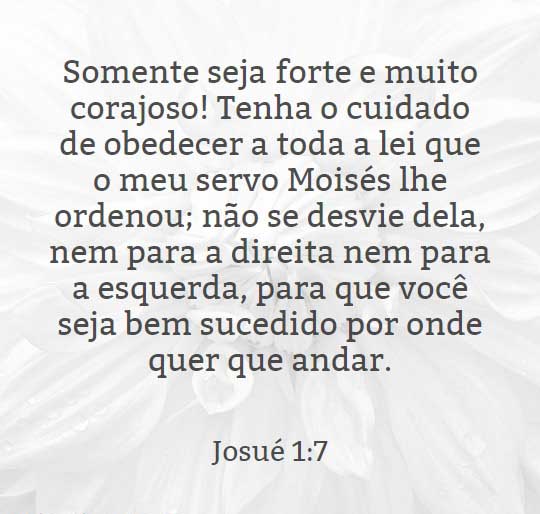 Somente seja forte e muito
corajoso! Tenha o cuidado
de obedecer a toda a lei que
o meu servo Moisés lhe
ordenou; não se desvie dela,
nem para a direita nem para
a esquerda, para que você
seja bem sucedido por onde
quer que andar.
Josué 1:7